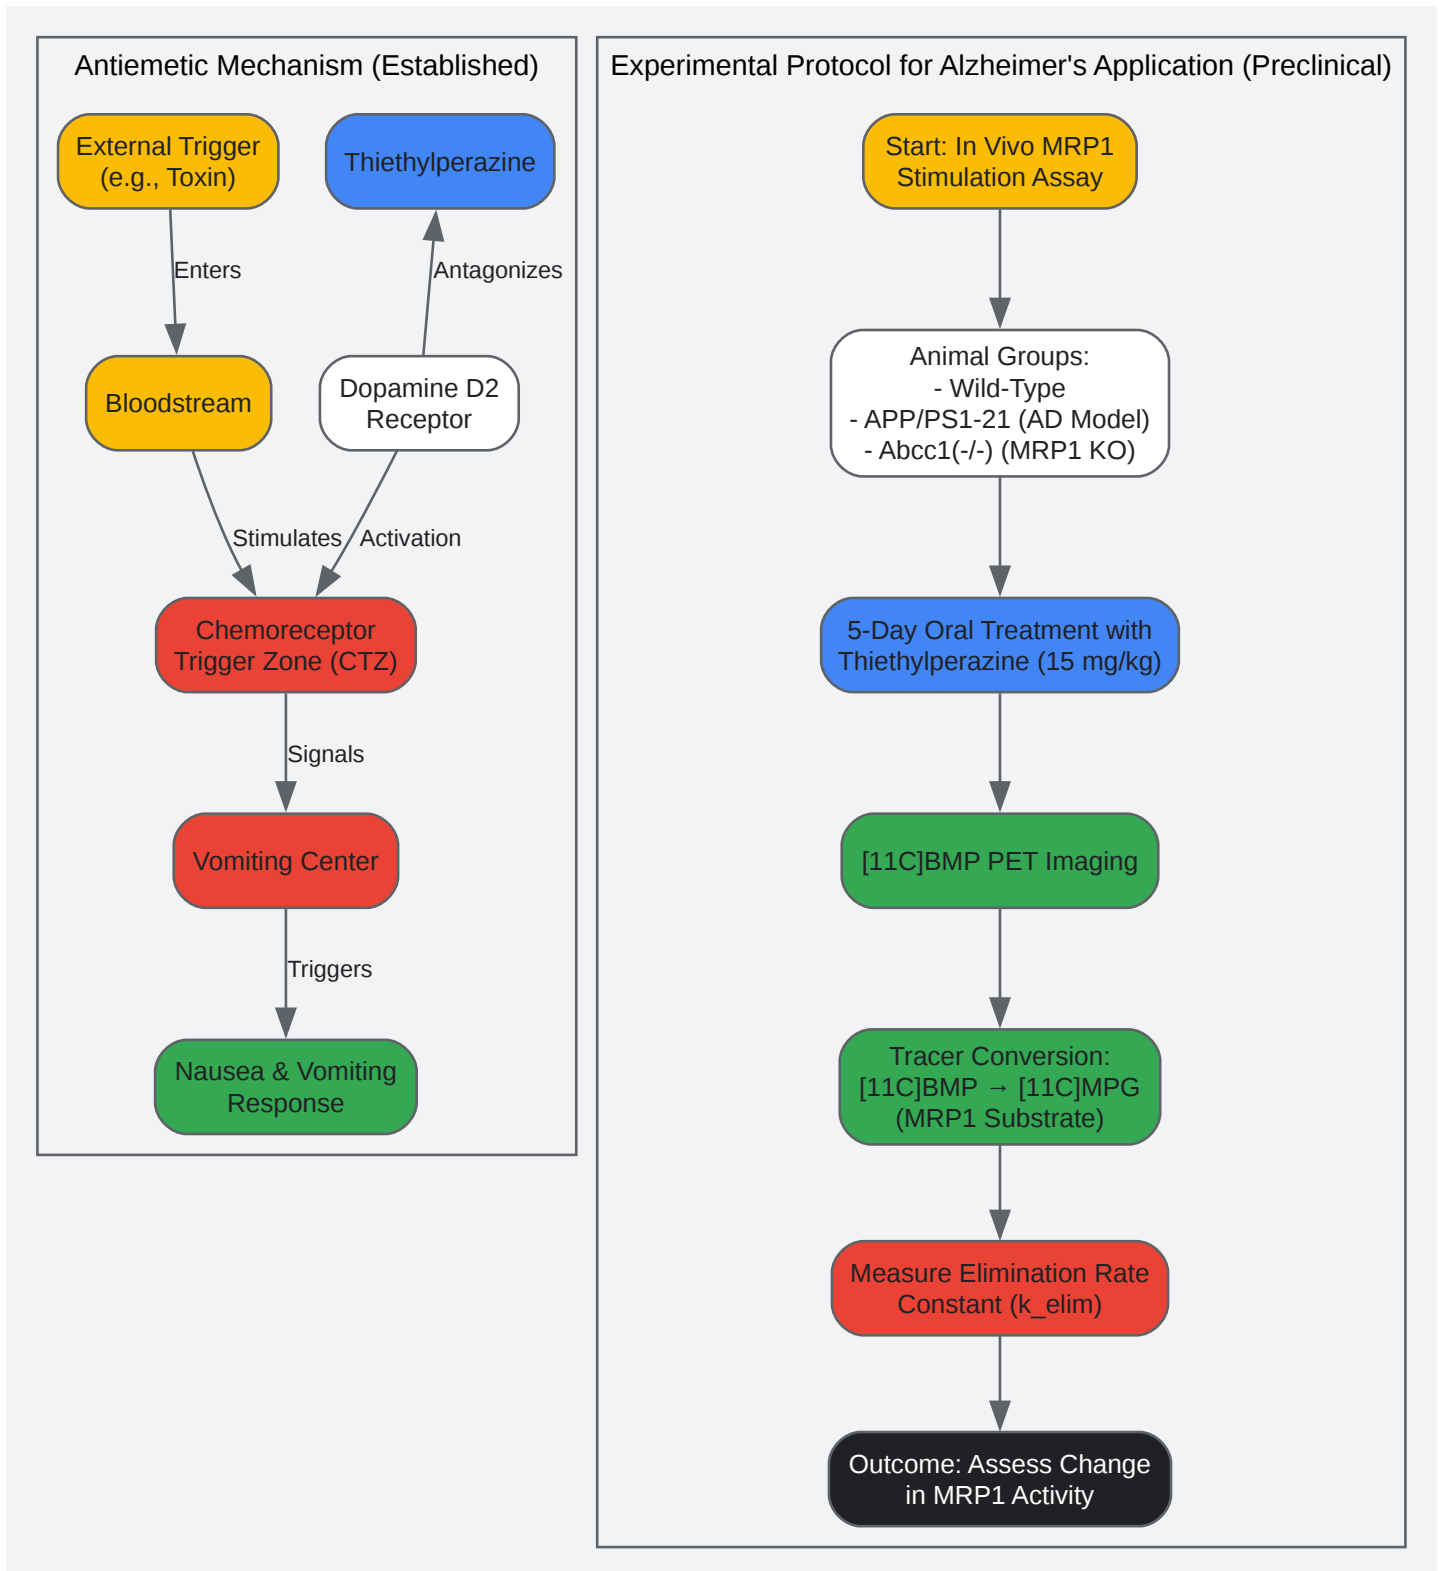 Antiemetic Mechanism (Established)
External Trigger
(e.g., Toxin)
Thiethylperazine
Enters
Antagonizes
Bloodstream
Dopamine D2
Receptor
Stimulates
Activation
Chemoreceptor
Trigger Zone (CTZ)
Signals
Vomiting Center
Triggers
Nausea & Vomiting
Response
Experimental Protocol for Alzheimer's Application (Preclinical)
Start: In Vivo MRP1
Stimulation Assay
Animal Groups:
- Wild-Type
- APP/PS1-21 (AD Model)
- Abcc1(-/-) (MRP1 KO)
5-Day Oral Treatment with
Thiethylperazine (15 mg/kg)
[11C]BMP PET Imaging
Tracer Conversion:
[11C]BMP → [11C]MPG
(MRP1 Substrate)
Measure Elimination Rate
Constant (k_elim)
Outcome: Assess Change
in MRP1 Activity